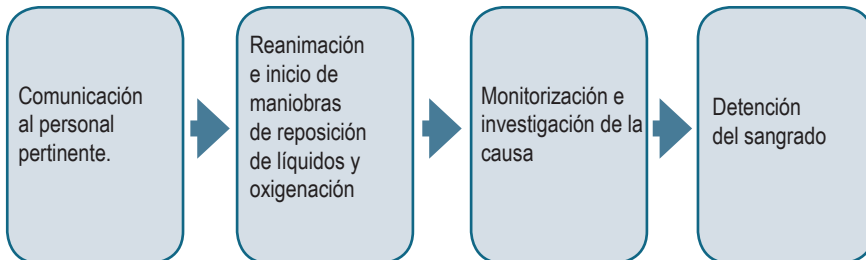 Comunicación
al personal
pertinente.
Reanimación
e inicio de
maniobras
de reposición
de líquidos y
oxigenación
Monitorización e
investigación de la
causa
Detención
del sangrado